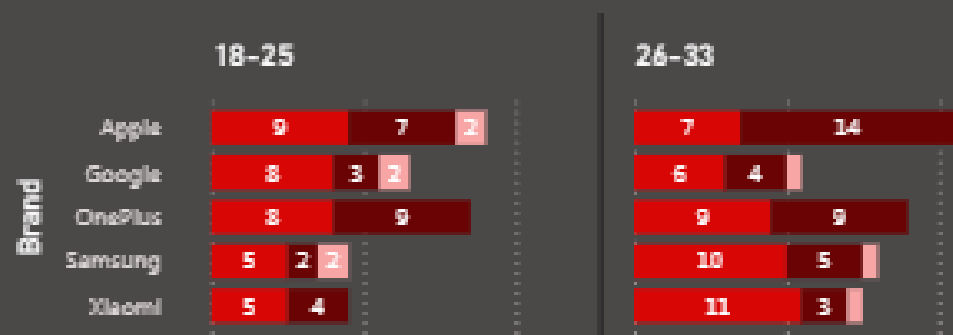 18-25 26-33
Brand
Apple 9 7 2 7 14
Google 8 3 2 6 4
OnePlus 8 9 9 9
Samsung 5 2 2 10 5
Xiaomi 5 4 11 3